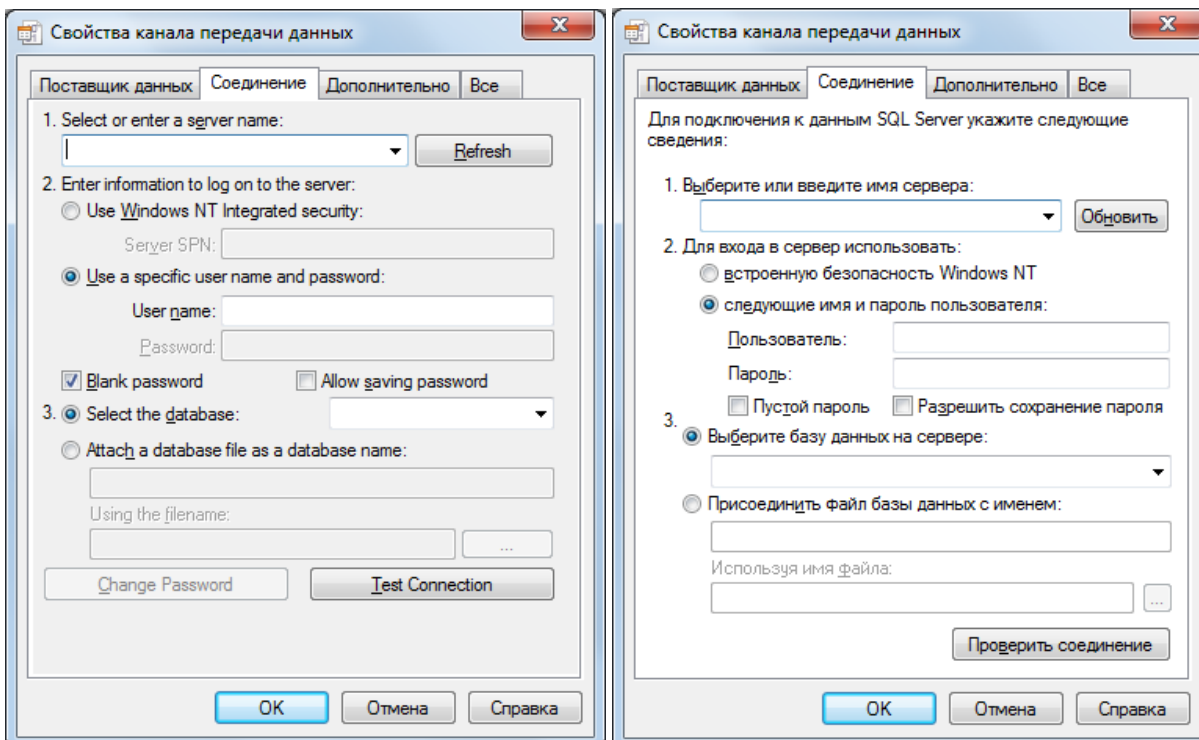 Свойства канала передачи данных
Поставщик данных Соединение Дополнительно Все
1. Select or enter a server name:
Refresh
2. Enter information to log on to the server:
Use Windows NT Integrated security:
Server SPN:
Use a specific user name and password:
User name:
Password:
Blank password Allow saving password
3. Select the database:
Attach a database file as a database name:
Using the filename:
...
Change Password Test Connection
OK Отмена Справка
Свойства канала передачи данных
Поставщик данных Соединение Дополнительно Все
Для подключения к данным SQL Server укажите следующие
сведения:
1. Выберите или введите имя сервера:
Обновить
2. Для входа в сервер использовать:
встроенную безопасность Windows NT
следующие имя и пароль пользователя:
Пользователь:
Пароль:
Пустой пароль Разрешить сохранение пароля
3. Выберите базу данных на сервере:
Присоединить файл базы данных с именем:
Используя имя файла:
...
Проверить соединение
OK Отмена Справка